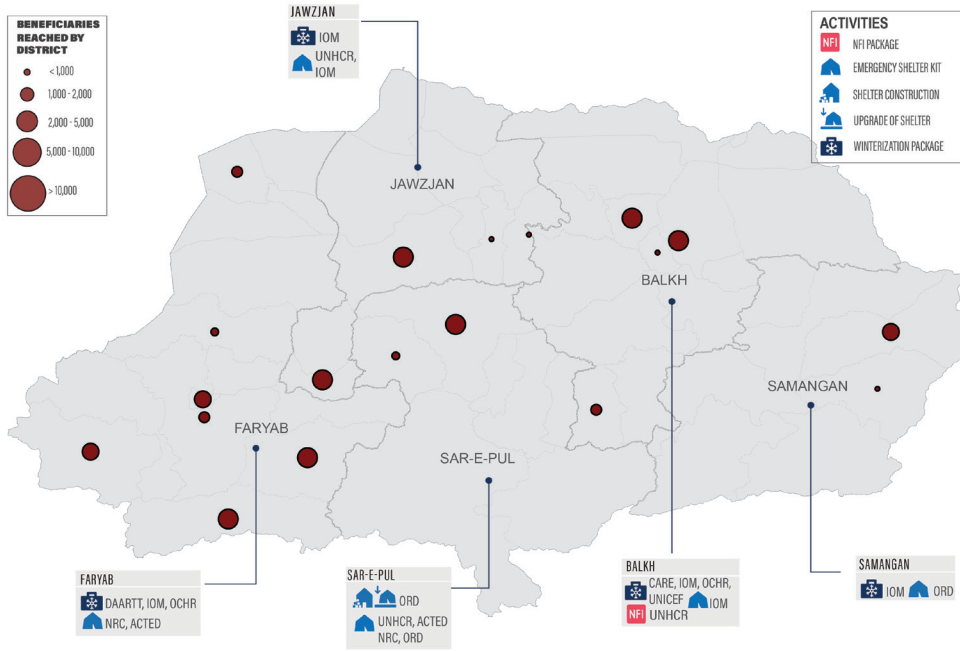 BENEFICIARIES
REACHED BY
DISTRICT
< 1,000
1,000 - 2,000
2,000 - 5,000
5,000 - 10,000
> 10,000
JAWZJAN
IOM
UNHCR,
IOM
ACTIVITIES
NFI NFI PACKAGE
EMERGENCY SHELTER KIT
SHELTER CONSTRUCTION
UPGRADE OF SHELTER
WINTERIZATION PACKAGE
JAWZJAN
BALKH
SAMANGAN
FARYAB
SAR-E-PUL
FARYAB
DAARTT, IOM, OCHR
NRC, ACTED
SAR-E-PUL
ORD
UNHCR, ACTED
NRC, ORD
BALKH
CARE, IOM, OCHR,
UNICEF IOM
NFI UNHCR
SAMANGAN
IOM ORD